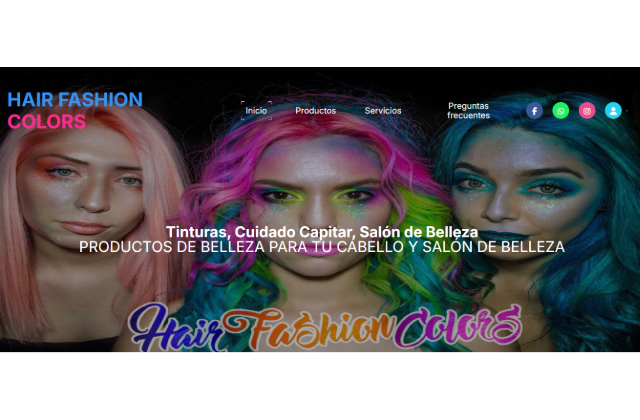 HAIR FASHION
COLORS
Inicio
Productos
Servicios
Preguntas
frecuentes
Tinturas, Cuidado Capitar, Salón de Belleza
PRODUCTOS DE BELLEZA PARA TU CABELLO Y SALÓN DE BELLEZA
Hair Fashion Colors